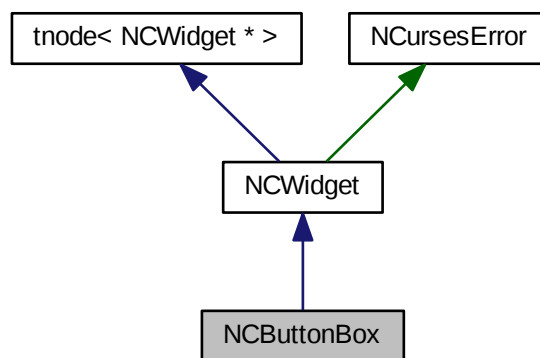 tnode< NCWidget * >
NCursesError
NCWidget
NCButtonBox